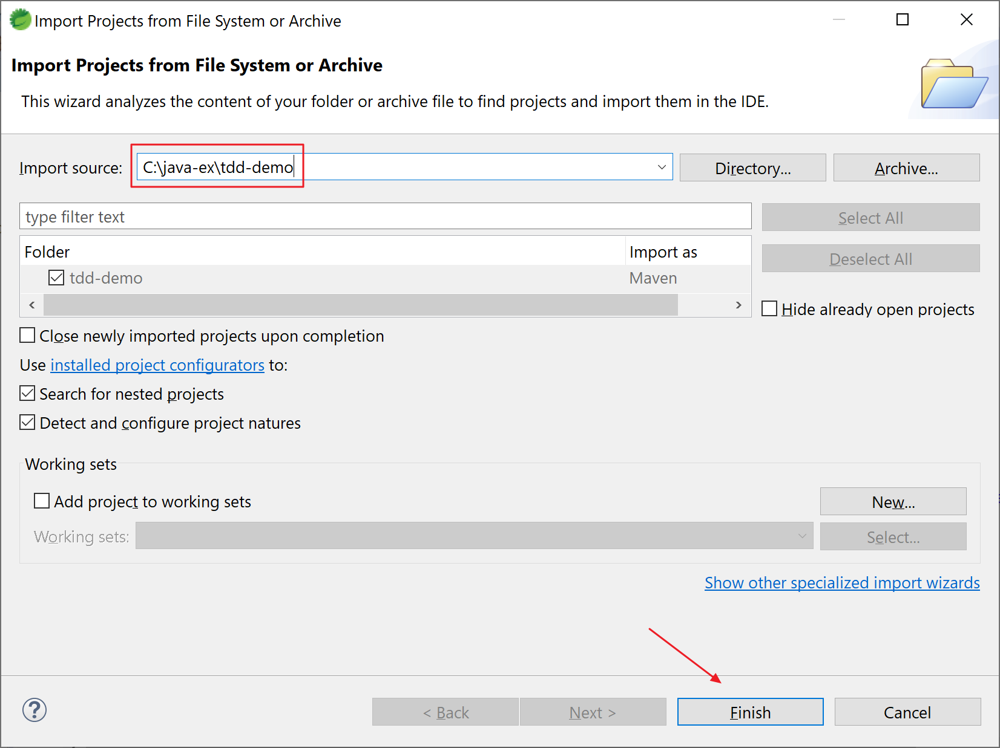 Import Projects from File System or Archive
Import Projects from File System or Archive
This wizard analyzes the content of your folder or archive file to find projects and import them in the IDE.
Import source: C:\java-ex\tdd-demo Directory... Archive...
type filter text Select All
Folder Import as Deselect All
tdd-demo Maven
Hide already open projects
Close newly imported projects upon completion
Use installed project configurators to:
Search for nested projects
Detect and configure project natures
Working sets
Add project to working sets New...
Working sets: Select...
Show other specialized import wizards
? < Back Next > Finish Cancel